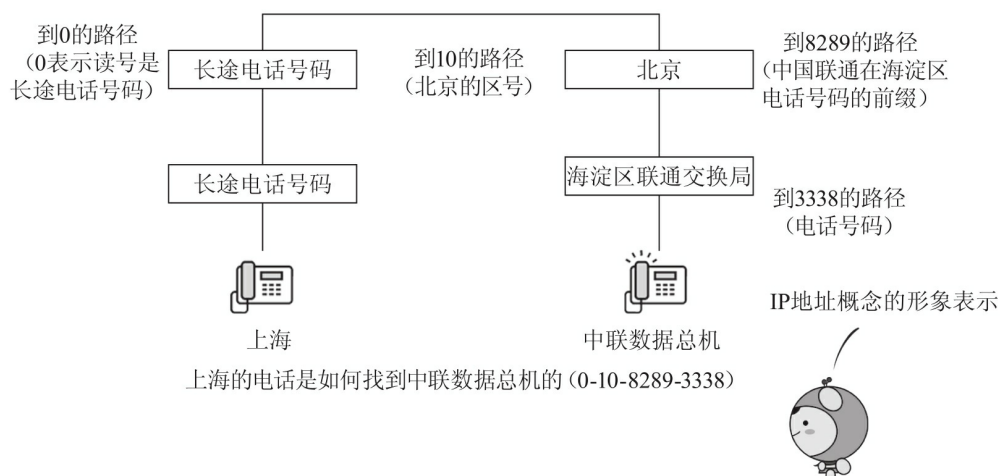 到0的路径
（0表示读号是
长途电话号码）
长途电话号码
到10的路径
（北京的区号）
北京
到8289的路径
（中国联通在海淀区
电话号码的前缀）
长途电话号码
海淀区联通交换局
到3338的路径
（电话号码）
IP地址概念的形象表示
上海
中联数据总机
上海的电话是如何找到中联数据总机的（0-10-8289-3338）